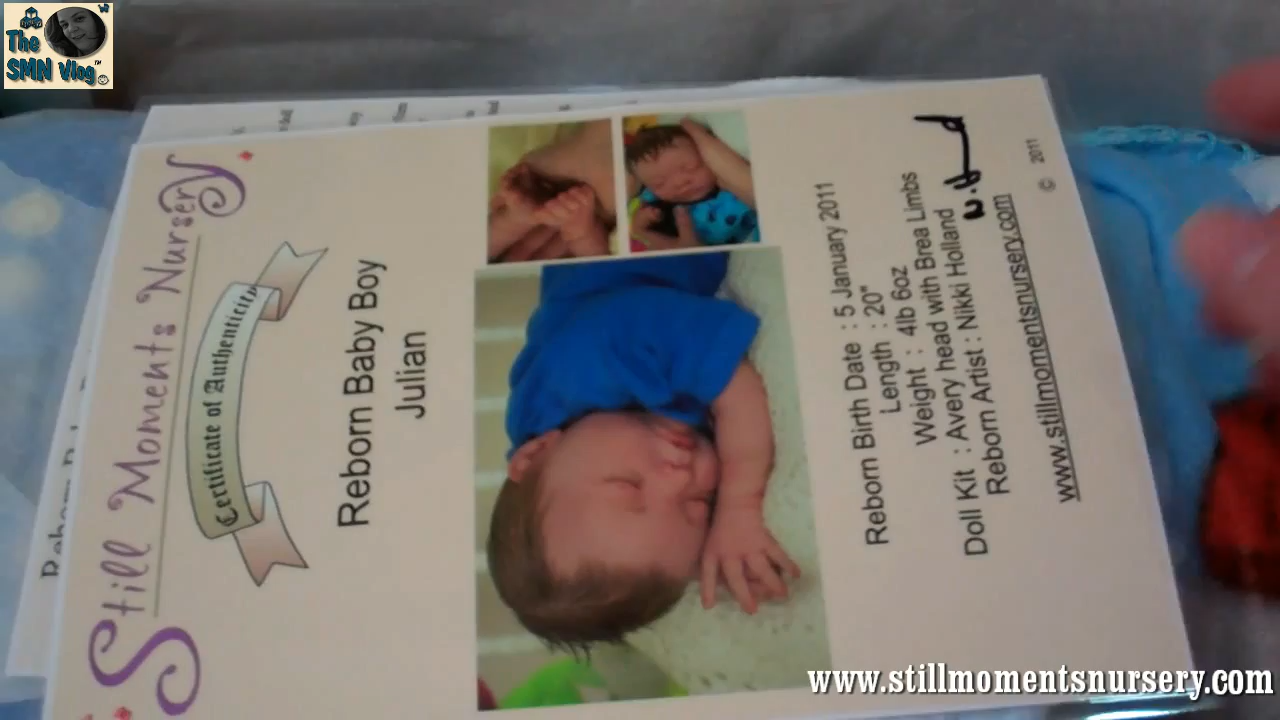 The
SMN Vlog™
Still Moments Nursery
Certificate of Authenticity
Reborn Baby Boy
Julian
Reborn Birth Date : 5 January 2011
Length : 20"
Weight : 4lb 6oz
Doll Kit : Avery head with Brea Limbs
Reborn Artist : Nikki Holland
www.stillmomentsnursery.com
© 2011
www.stillmomentsnursery.com